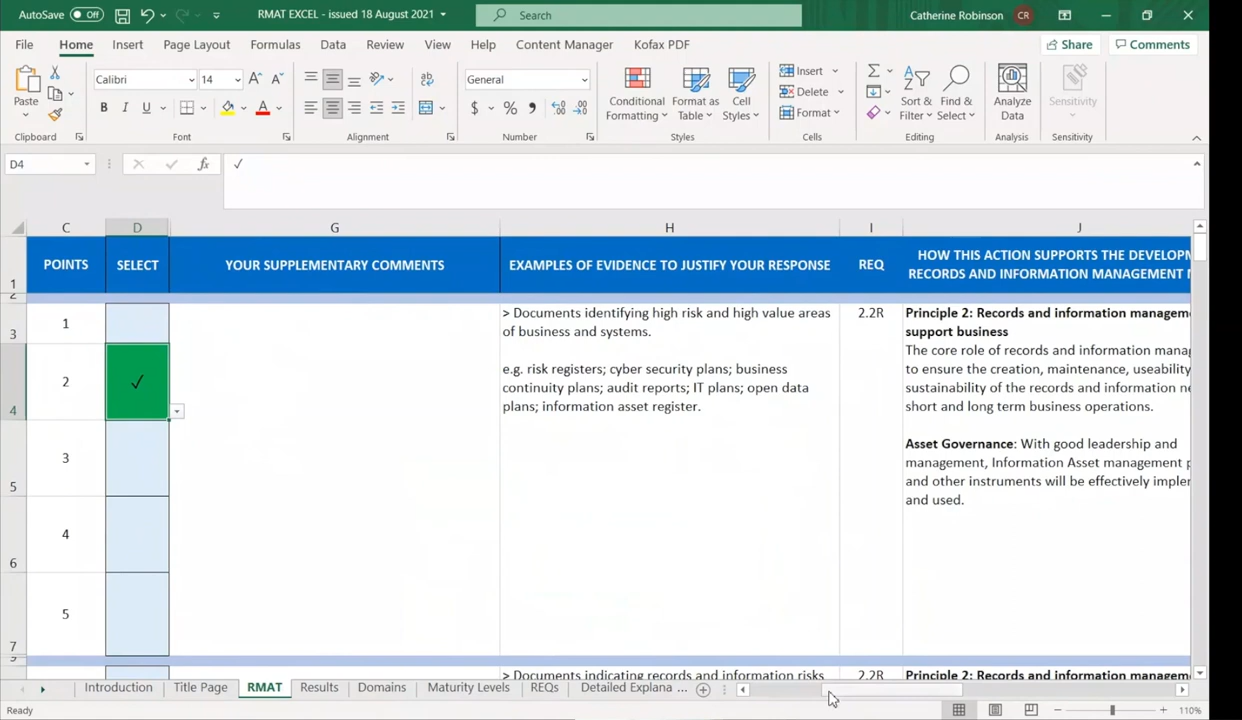 AutoSave Off RMAT EXCEL - issued 18 August 2021 Search Catherine Robinson CR
File Home Insert Page Layout Formulas Data Review View Help Content Manager Kofax PDF Share Comments
Paste
Clipboard
Calibri 14
B I U A
Font
Alignment
General
$ % 9
Number
Conditional Formatting
Format as Table
Cell Styles
Styles
Insert
Delete
Format
Cells
Sort & Filter
Find & Select
Editing
Analyze Data
Analysis
Sensitivity
Sensitivity
D4 fx ✓
C D G H I J
1 POINTS SELECT YOUR SUPPLEMENTARY COMMENTS EXAMPLES OF EVIDENCE TO JUSTIFY YOUR RESPONSE REQ HOW THIS ACTION SUPPORTS THE DEVELOPM
RECORDS AND INFORMATION MANAGEMENT
2
3 1
4 2 ✓
5 3
6 4
7 5
> Documents identifying high risk and high value areas
of business and systems.
e.g. risk registers; cyber security plans; business
continuity plans; audit reports; IT plans; open data
plans; information asset register.
2.2R
Principle 2: Records and information manageme
support business
The core role of records and information mana
to ensure the creation, maintenance, useability
sustainability of the records and information ne
short and long term business operations.
Asset Governance: With good leadership and
management, Information Asset management p
and other instruments will be effectively implem
and used.
9
> Documents indicating records and information risks 2.2R Principle 2: Records and information manageme
Introduction Title Page RMAT Results Domains Maturity Levels REQs Detailed Explana ...
Ready 110%